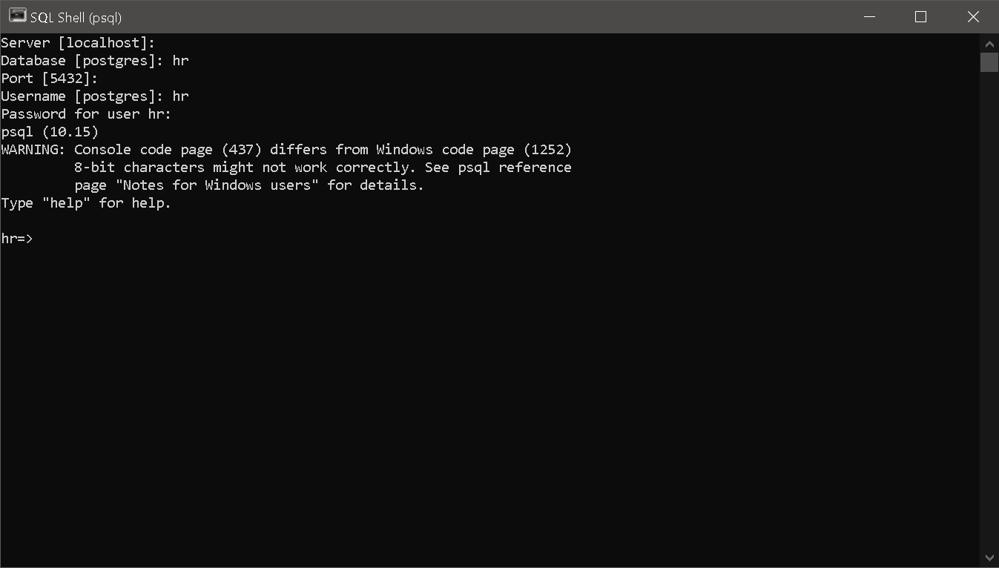 SQL Shell (psql)
Server [localhost]:
Database [postgres]: hr
Port [5432]:
Username [postgres]: hr
Password for user hr:
psql (10.15)
WARNING: Console code page (437) differs from Windows code page (1252)
         8-bit characters might not work correctly. See psql reference
         page "Notes for Windows users" for details.
Type "help" for help.

hr=>